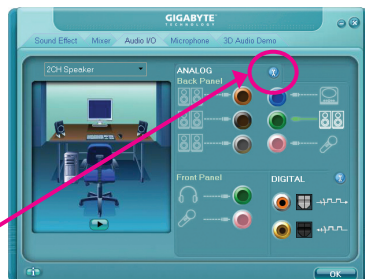 GIGABYTE
TECHNOLOGY
Sound Effect Mixer Audio I/O Microphone 3D Audio Demo
2CH Speaker
ANALOG
Back Panel
Front Panel
DIGITAL
OK